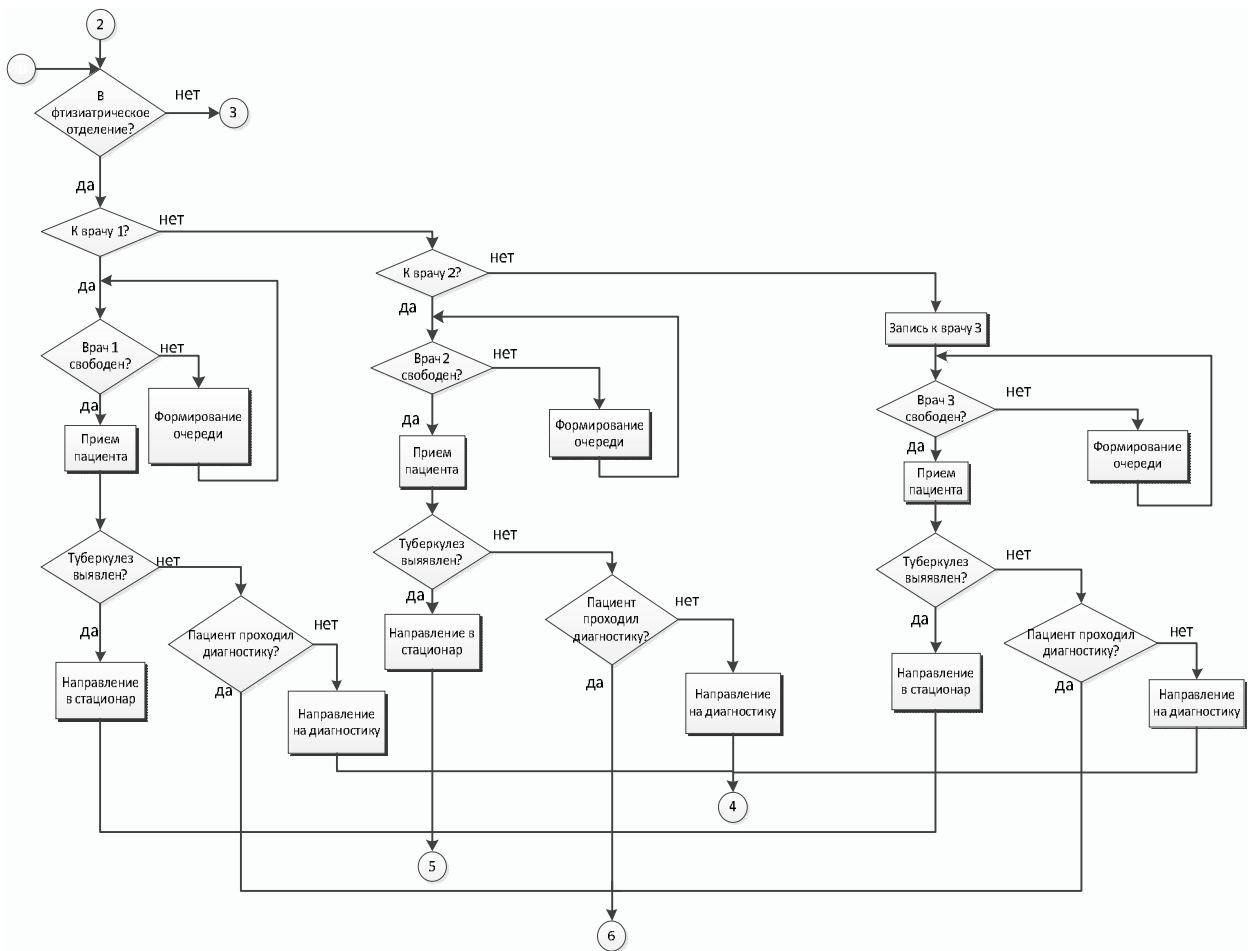 2
В
фтизиатрическое
отделение?
нет
3
да
К врачу 1?
нет
К врачу 2?
нет
да
да
Запись к врачу 3
Врач 1
свободен?
нет
Врач 2
свободен?
нет
Врач 3
свободен?
нет
да
Формирование
очереди
да
Формирование
очереди
да
Формирование
очереди
Прием
пациента
Прием
пациента
Прием
пациента
Туберкулез
выявлен?
нет
Туберкулез
выяявлен?
нет
Туберкулез
выяявлен?
нет
да
Пациент проходил
диагностику?
нет
да
Пациент
проходил
диагностику?
нет
да
Пациент проходил
диагностику?
нет
Направление
в стационар
да
Направление
на диагностику
Направление в
стационар
да
Направление
на диагностику
Направление
в стационар
да
Направление
на диагностику
4
5
6